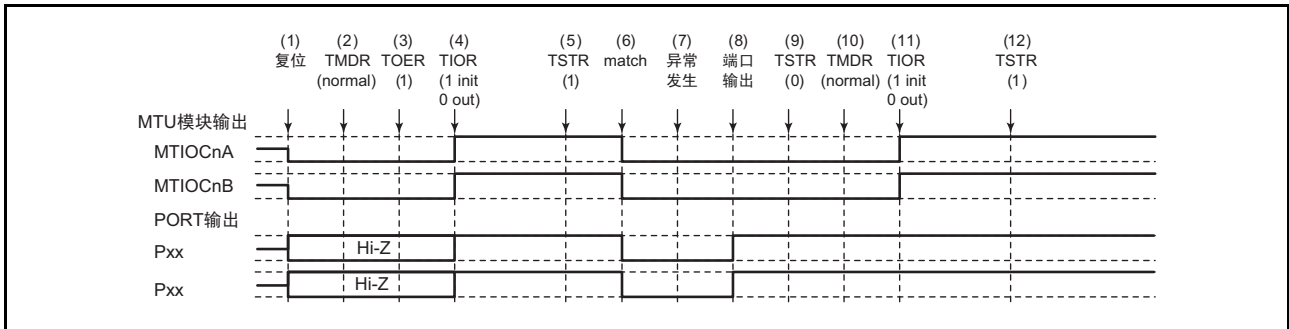 (1) (2) (3) (4) (5) (6) (7) (8) (9) (10) (11) (12)
复位 TMDR TOER TIOR TSTR match 异常 端口 TSTR TMDR TIOR TSTR
(normal) (1) (1 init (1) 发生 输出 (0) (normal) (1 init (1)
0 out) 0 out)
MTU模块输出
MTIOCnA
MTIOCnB
PORT输出
Pxx Hi-Z
Pxx Hi-Z